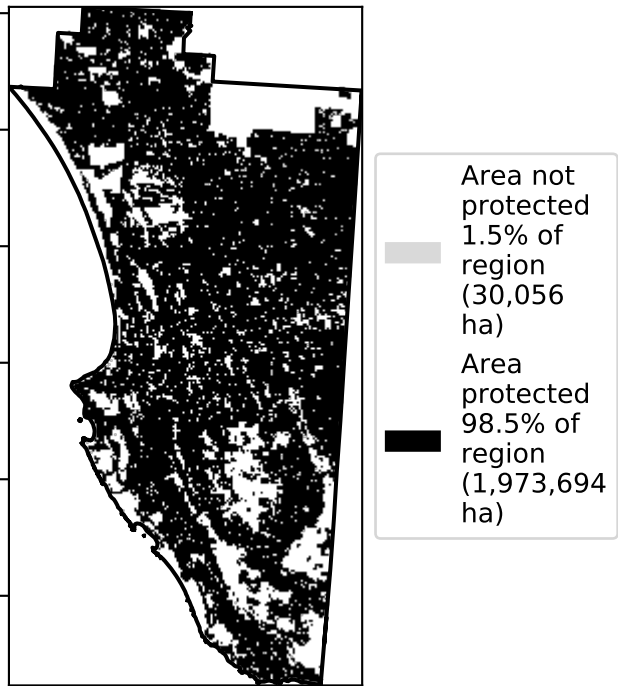 Area not
protected
1.5% of
region
(30,056
ha)
Area
protected
98.5% of
region
(1,973,694
ha)